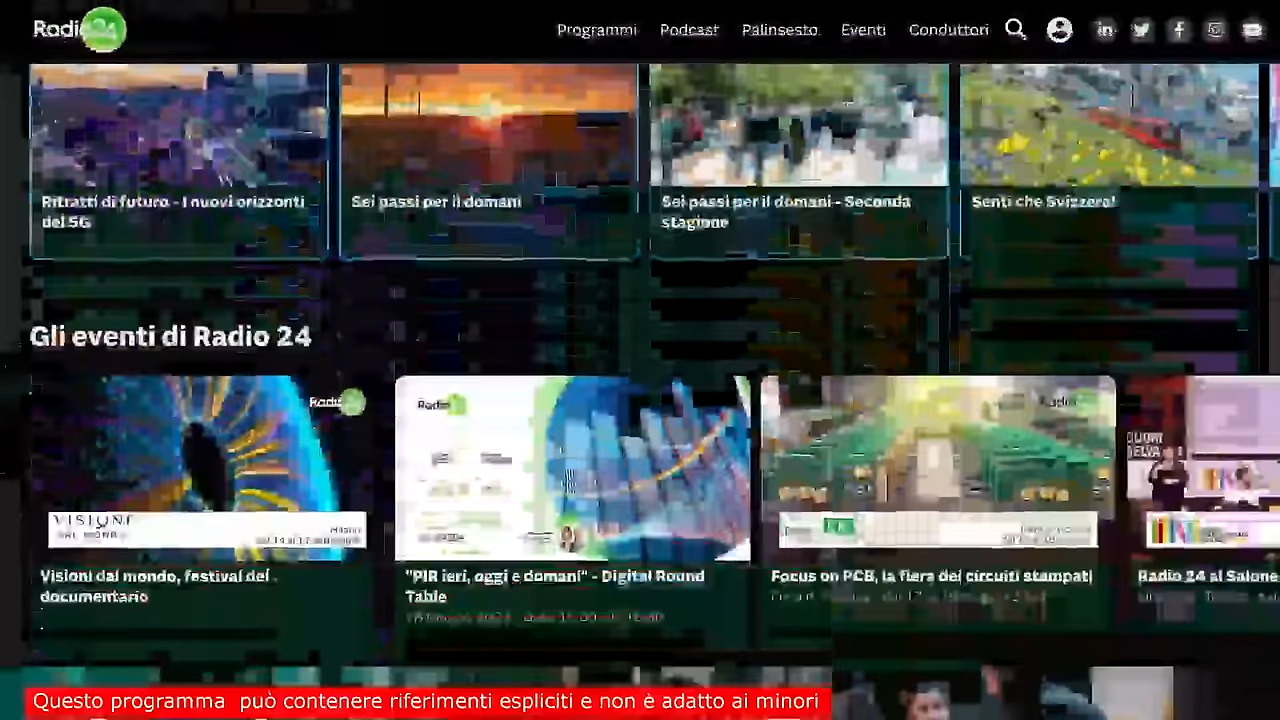 Radio 24
Programmi Podcast Palinsesto Eventi Conduttori
Ritratti di futuro - I nuovi orizzonti
del 5G
Sei passi per il domani
Sei passi per il domani - Seconda
stagione
Senti che Svizzera!
Gli eventi di Radio 24
Radio
Radio
VISIONI
DAL MONDO
Visioni dal mondo, festival del
documentario
"PIR ieri, oggi e domani" - Digital Round
Table
Focus on PCB, la fiera dei circuiti stampati
Radio 24 al Salone
Questo programma può contenere riferimenti espliciti e non è adatto ai minori